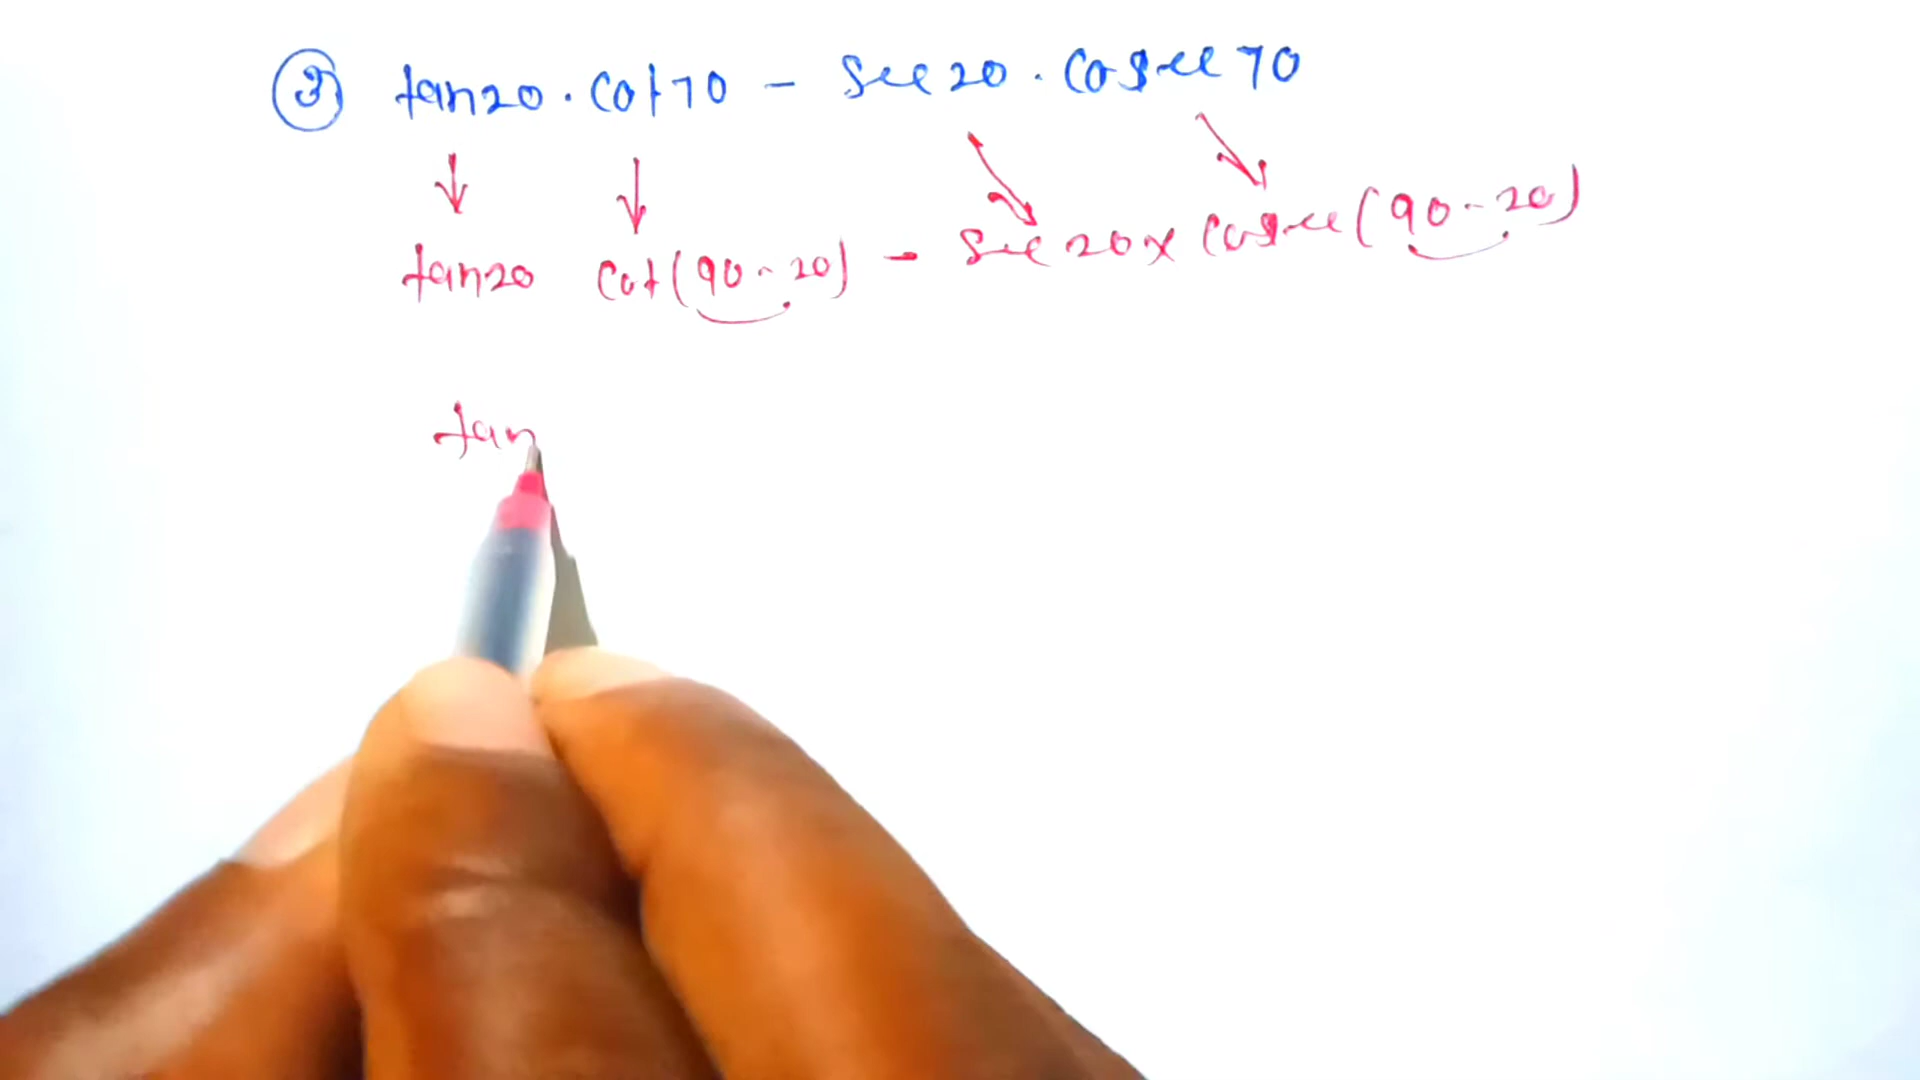 ③ tan20 . cot70 - sec20 . cosec70
tan20 cot(90-20) - sec20 x cosec(90-20)
tan